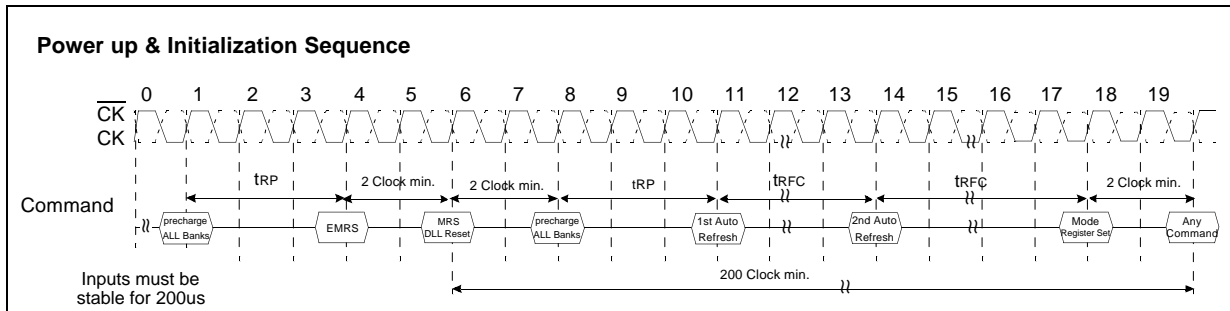 Power up & Initialization Sequence
0 1 2 3 4 5 6 7 8 9 10 11 12 13 14 15 16 17 18 19
CK
CK
tRP 2 Clock min. 2 Clock min. tRP tRFC tRFC 2 Clock min.
Command
precharge ALL Banks
EMRS
MRS DLL Reset
precharge ALL Banks
1st Auto Refresh
2nd Auto Refresh
Mode Register Set
Any Command
200 Clock min.
Inputs must be
stable for 200us